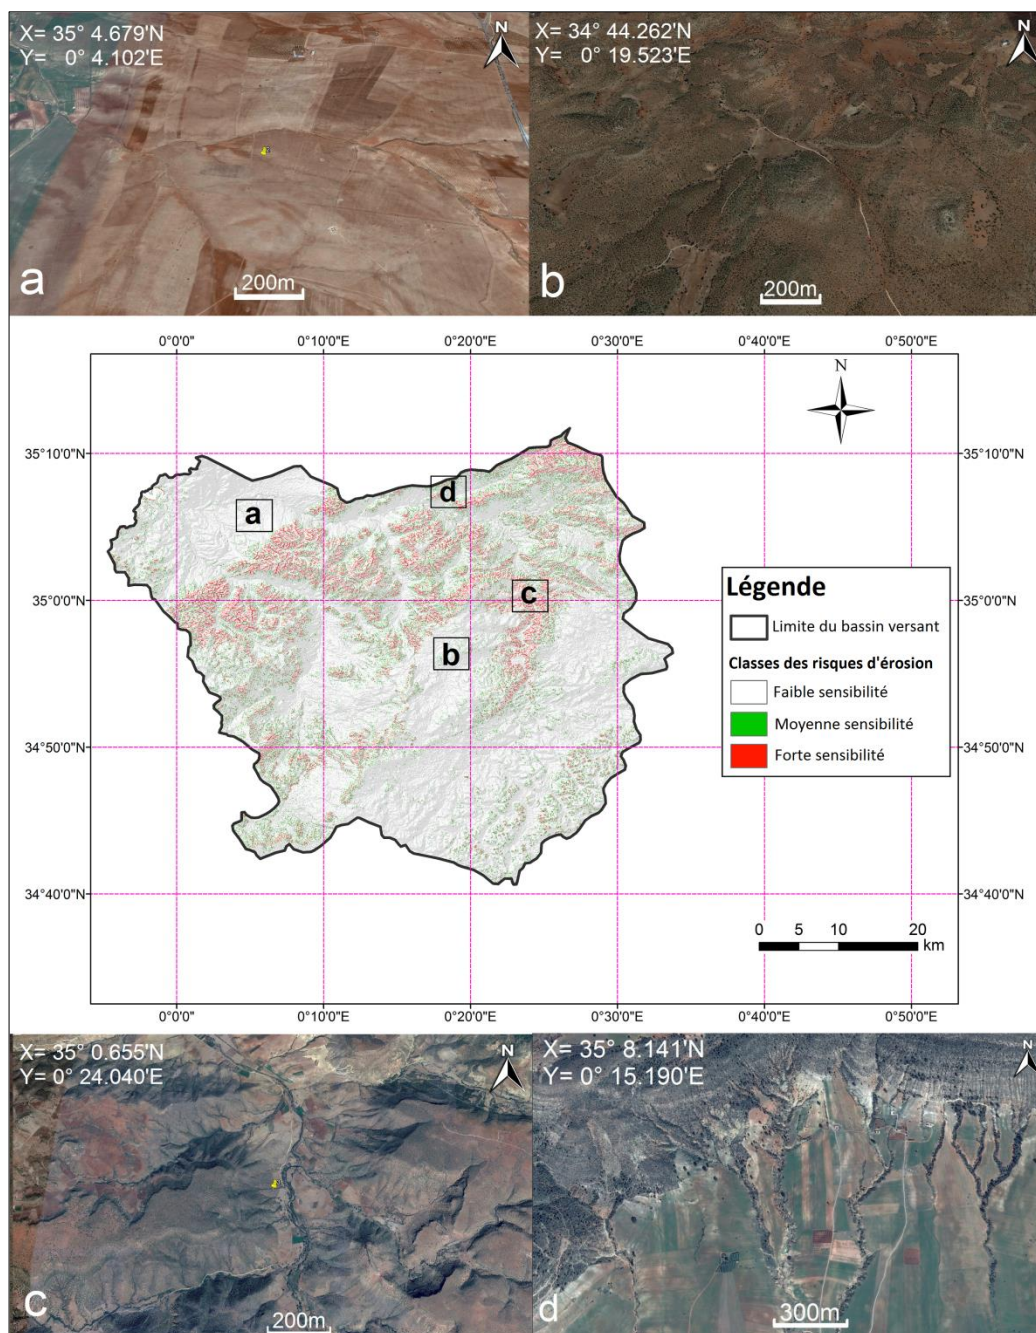 X= 35° 4.679'N
Y= 0° 4.102'E
N
a
200m
X= 34° 44.262'N
Y= 0° 19.523'E
N
b
200m
0°0'0" 0°10'0"E 0°20'0"E 0°30'0"E 0°40'0"E 0°50'0"E
N
35°10'0"N 35°10'0"N
d
a
35°0'0"N 35°0'0"N
c
b
34°50'0"N 34°50'0"N
34°40'0"N 34°40'0"N
Légende
Limite du bassin versant
Classes des risques d'érosion
Faible sensibilité
Moyenne sensibilité
Forte sensibilité
0 5 10 20
km
0°0'0" 0°10'0"E 0°20'0"E 0°30'0"E 0°40'0"E 0°50'0"E
X= 35° 0.655'N
Y= 0° 24.040'E
N
c
200m
X= 35° 8.141'N
Y= 0° 15.190'E
N
d
300m